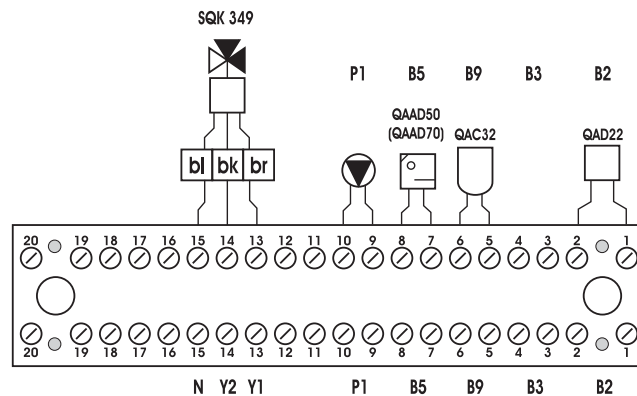 SQK 349
P1 B5 B9 B3 B2
QAAD50
(QAAD70) QAC32 QAD22
bl bk br
20 19 18 17 16 15 14 13 12 11 10 9 8 7 6 5 4 3 2 1
20 19 18 17 16 15 14 13 12 11 10 9 8 7 6 5 4 3 2 1
N Y2 Y1 P1 B5 B9 B3 B2